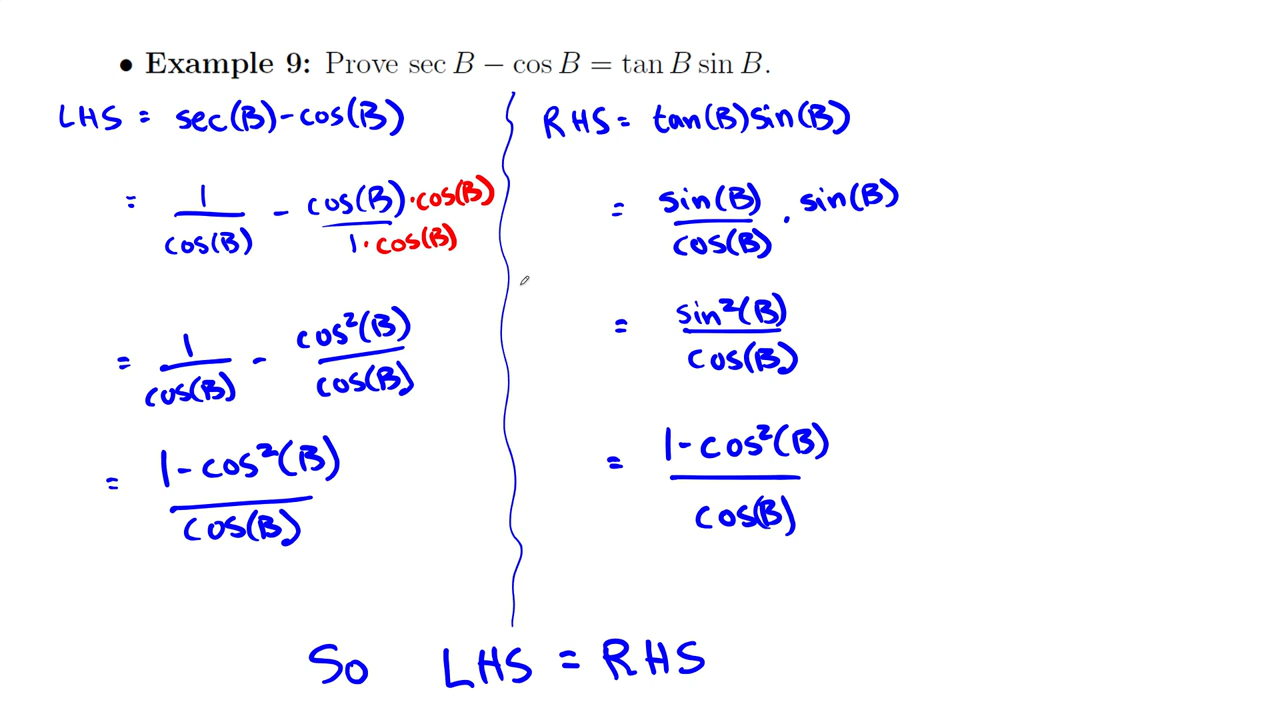 • Example 9: Prove sec B − cos B = tan B sin B.
LHS = sec(B) - cos(B)
= 1/cos(B) - cos(B)·cos(B)/1·cos(B)
= 1/cos(B) - cos²(B)/cos(B)
= 1 - cos²(B)/cos(B)
RHS = tan(B) sin(B)
= sin(B)/cos(B) · sin(B)
= sin²(B)/cos(B)
= 1 - cos²(B)/cos(B)
So LHS = RHS